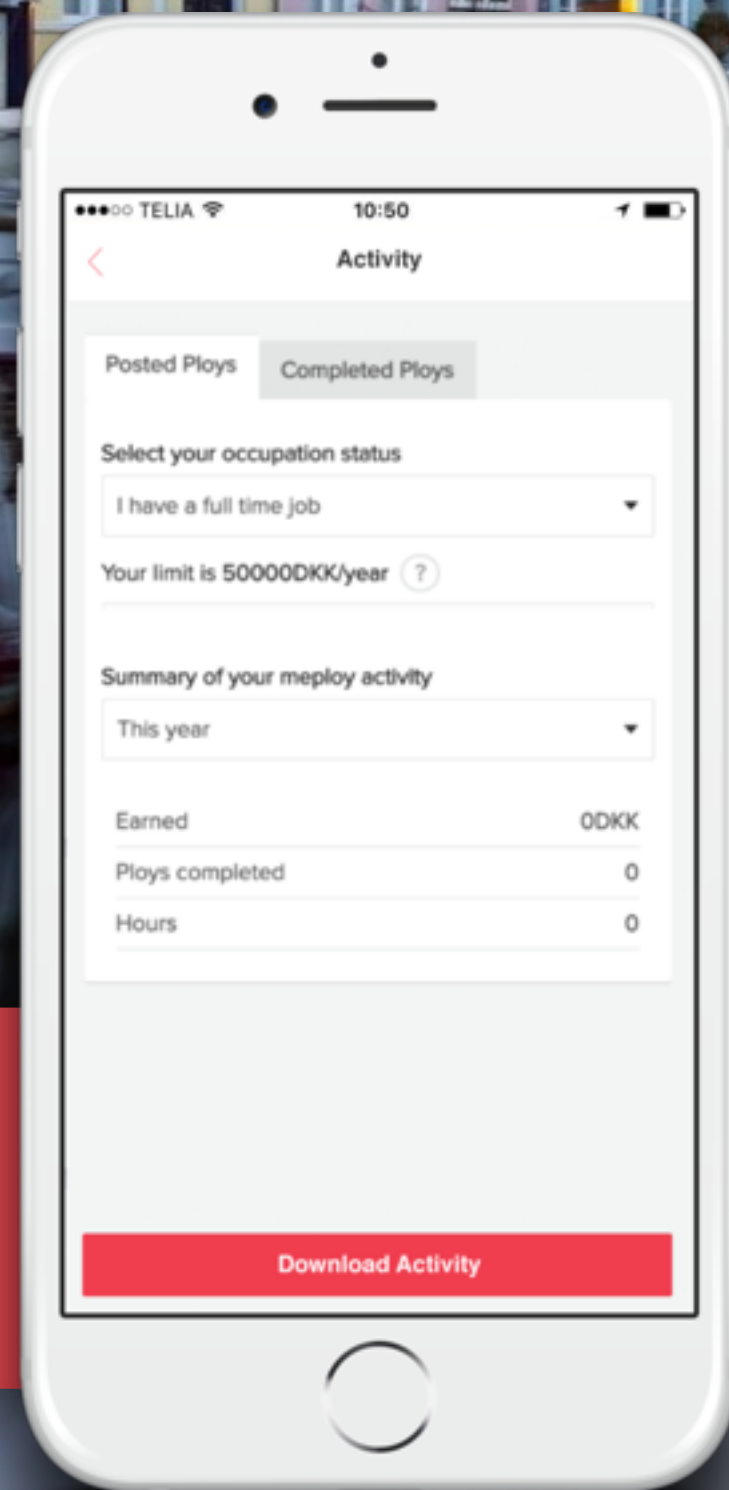 TELIA 10:50
Activity
Posted Ploys Completed Ploys
Select your occupation status
I have a full time job
Your limit is 50000DKK/year ?
Summary of your meploy activity
This year
Earned 0DKK
Ploys completed 0
Hours 0
Download Activity